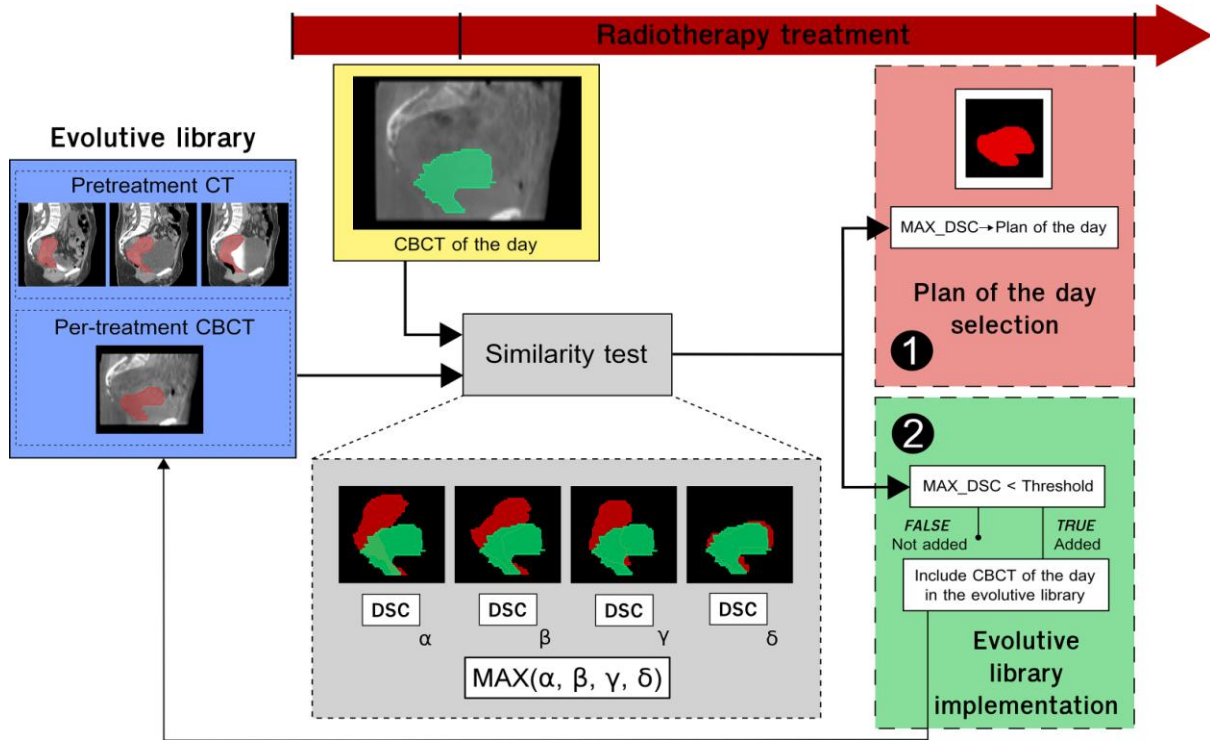 Radiotherapy treatment
Evolutive library
Pretreatment CT
Per-treatment CBCT
CBCT of the day
Similarity test
DSC
α
DSC
β
DSC
γ
DSC
δ
MAX(α, β, γ, δ)
MAX_DSC→Plan of the day
Plan of the day
selection
1
2
MAX_DSC < Threshold
FALSE
Not added
TRUE
Added
Include CBCT of the day
in the evolutive library
Evolutive
library
implementation